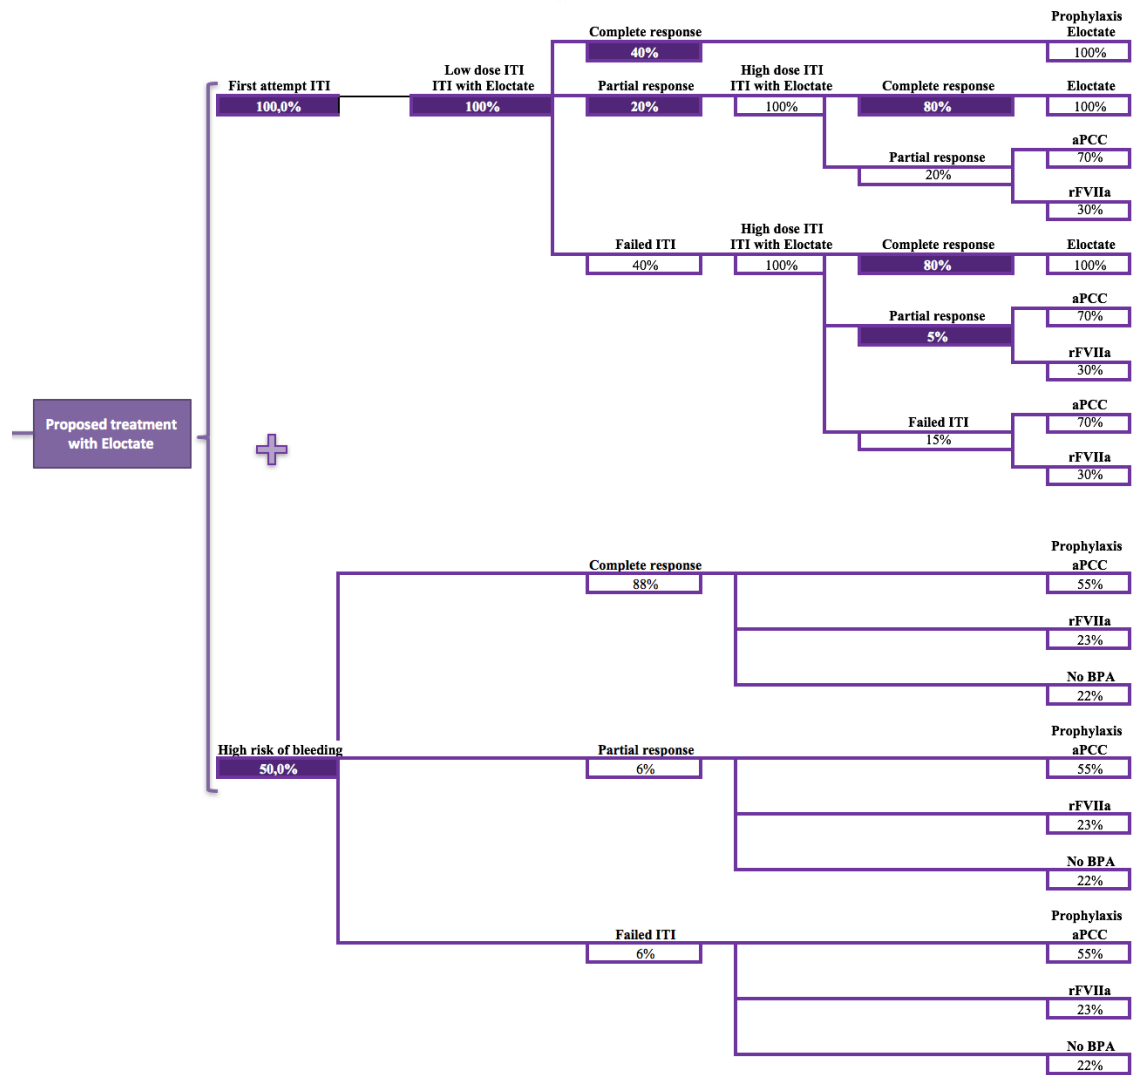 Prophylaxis
Complete response Eloctate
40% 100%
Low dose ITI High dose ITI
First attempt ITI ITI with Eloctate Partial response ITI with Eloctate Complete response Eloctate
100,0% 100% 20% 100% 80% 100%
aPCC
Partial response 70%
20%
rFVIIa
30%
High dose ITI
Failed ITI ITI with Eloctate Complete response Eloctate
40% 100% 80% 100%
aPCC
Partial response 70%
5%
rFVIIa
30%
aPCC
Failed ITI 70%
15%
rFVIIa
30%
Proposed treatment
with Eloctate
Prophylaxis
Complete response aPCC
88% 55%
rFVIIa
23%
No BPA
22%
Prophylaxis
High risk of bleeding Partial response aPCC
50,0% 6% 55%
rFVIIa
23%
No BPA
22%
Prophylaxis
Failed ITI aPCC
6% 55%
rFVIIa
23%
No BPA
22%